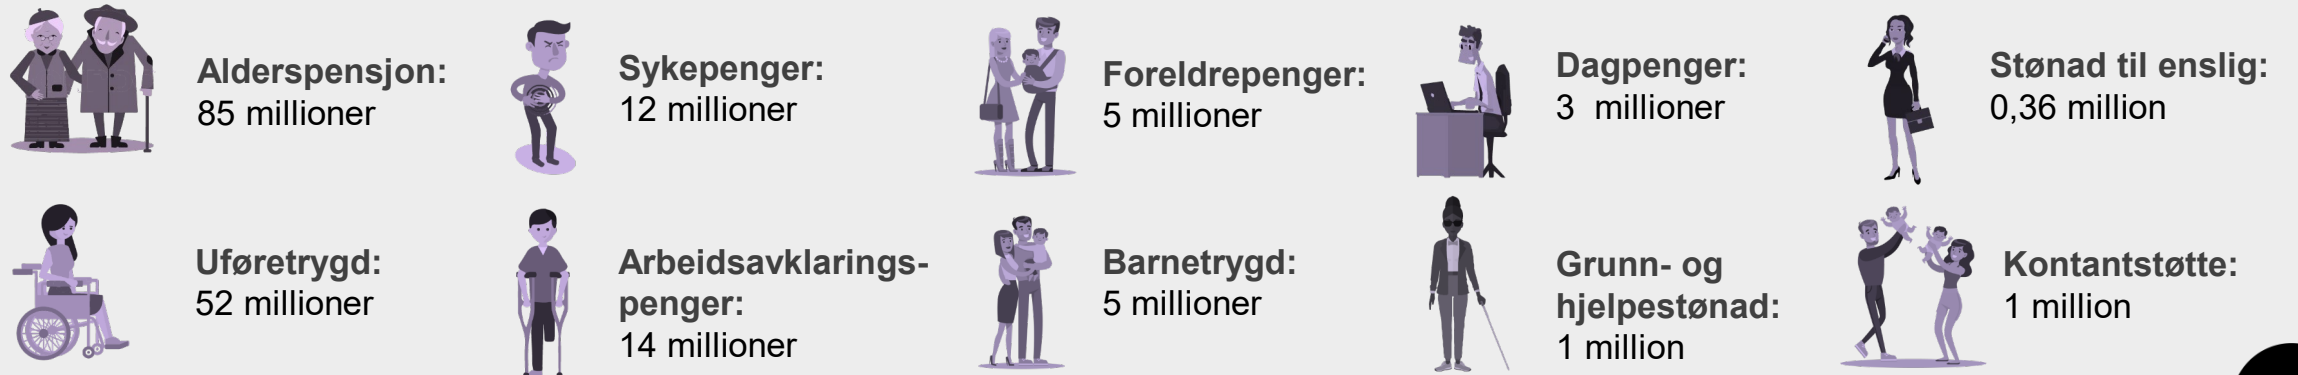 Alderspensjon:
85 millioner
Sykepenger:
12 millioner
Foreldrepenger:
5 millioner
Dagpenger:
3  millioner
Stønad til enslig:
0,36 million
Uføretrygd:
52 millioner
Arbeidsavklarings-
penger:
14 millioner
Barnetrygd:
5 millioner
Grunn- og
hjelpestønad:
1 million
Kontantstøtte:
1 million